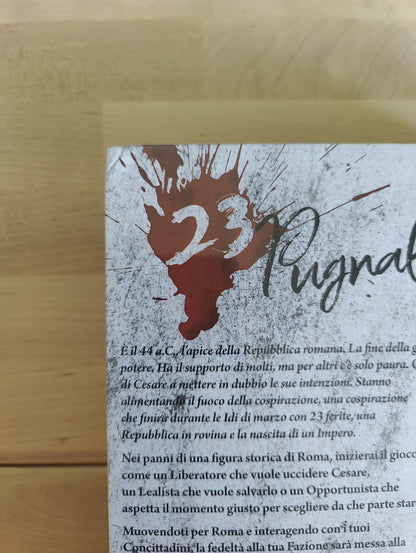 23
È il 44 a.C., l'apice della Repubblica romana. La fine della
potere. Ha il supporto di molti, ma per altri c'è solo paura.
di Cesare a mettere in dubbio le sue intenzioni. Stanno
alimentando il fuoco della cospirazione, una cospirazione
che finirà durante le Idi di marzo con 23 ferite, una
Repubblica in rovina e la nascita di un Impero.
Nei panni di una figura storica di Roma, inizierai il gioco
come un Liberatore che vuole uccidere Cesare,
un Lealista che vuole salvarlo o un Opportunista che
aspetta il momento giusto per scegliere da che parte
Muovendoti per Roma e interagendo con i tuoi
Concittadini, la fedeltà alla tua Fazione sarà messa alla